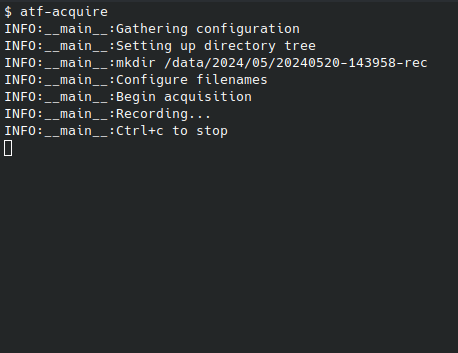 $ atf-acquire
INFO:__main__:Gathering configuration
INFO:__main__:Setting up directory tree
INFO:__main__:mkdir /data/2024/05/20240520-143958-rec
INFO:__main__:Configure filenames
INFO:__main__:Begin acquisition
INFO:__main__:Recording...
INFO:__main__:Ctrl+c to stop